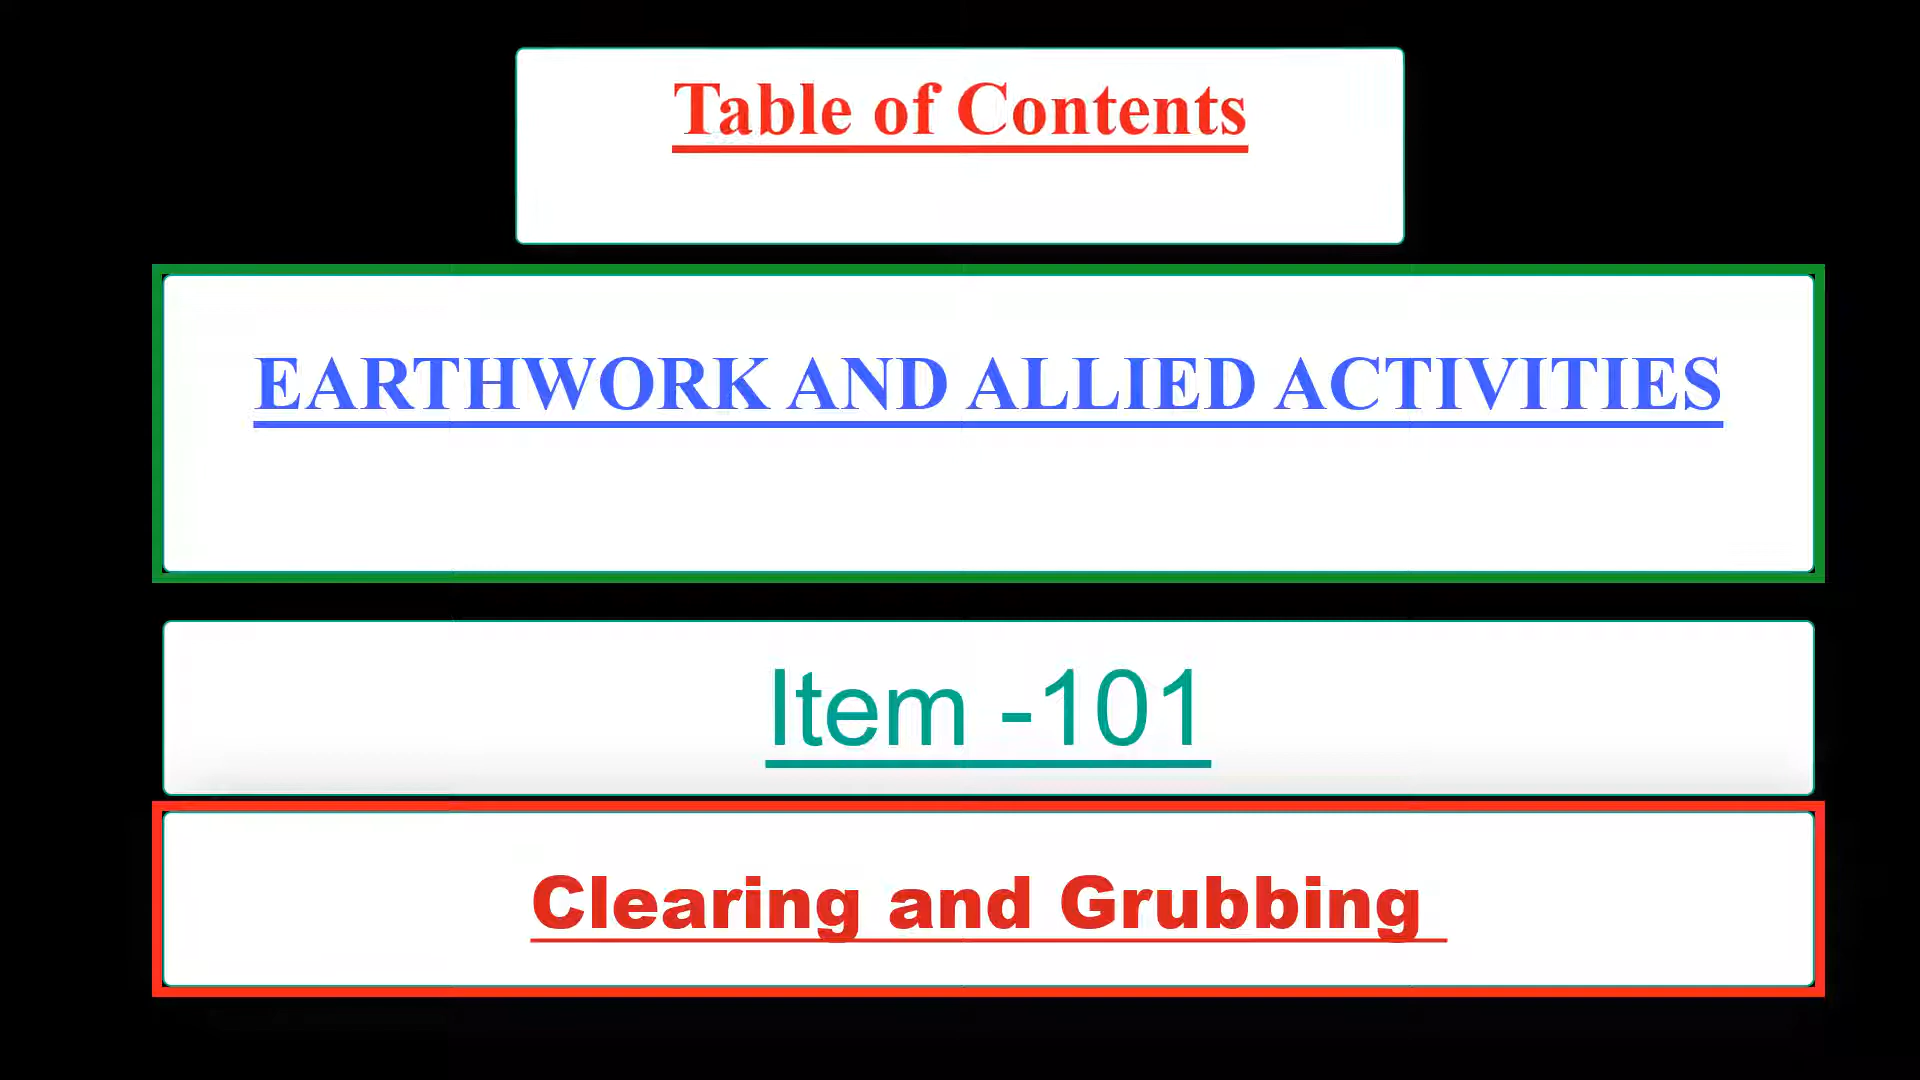 Table of Contents
EARTHWORK AND ALLIED ACTIVITIES
Item -101
Clearing and Grubbing